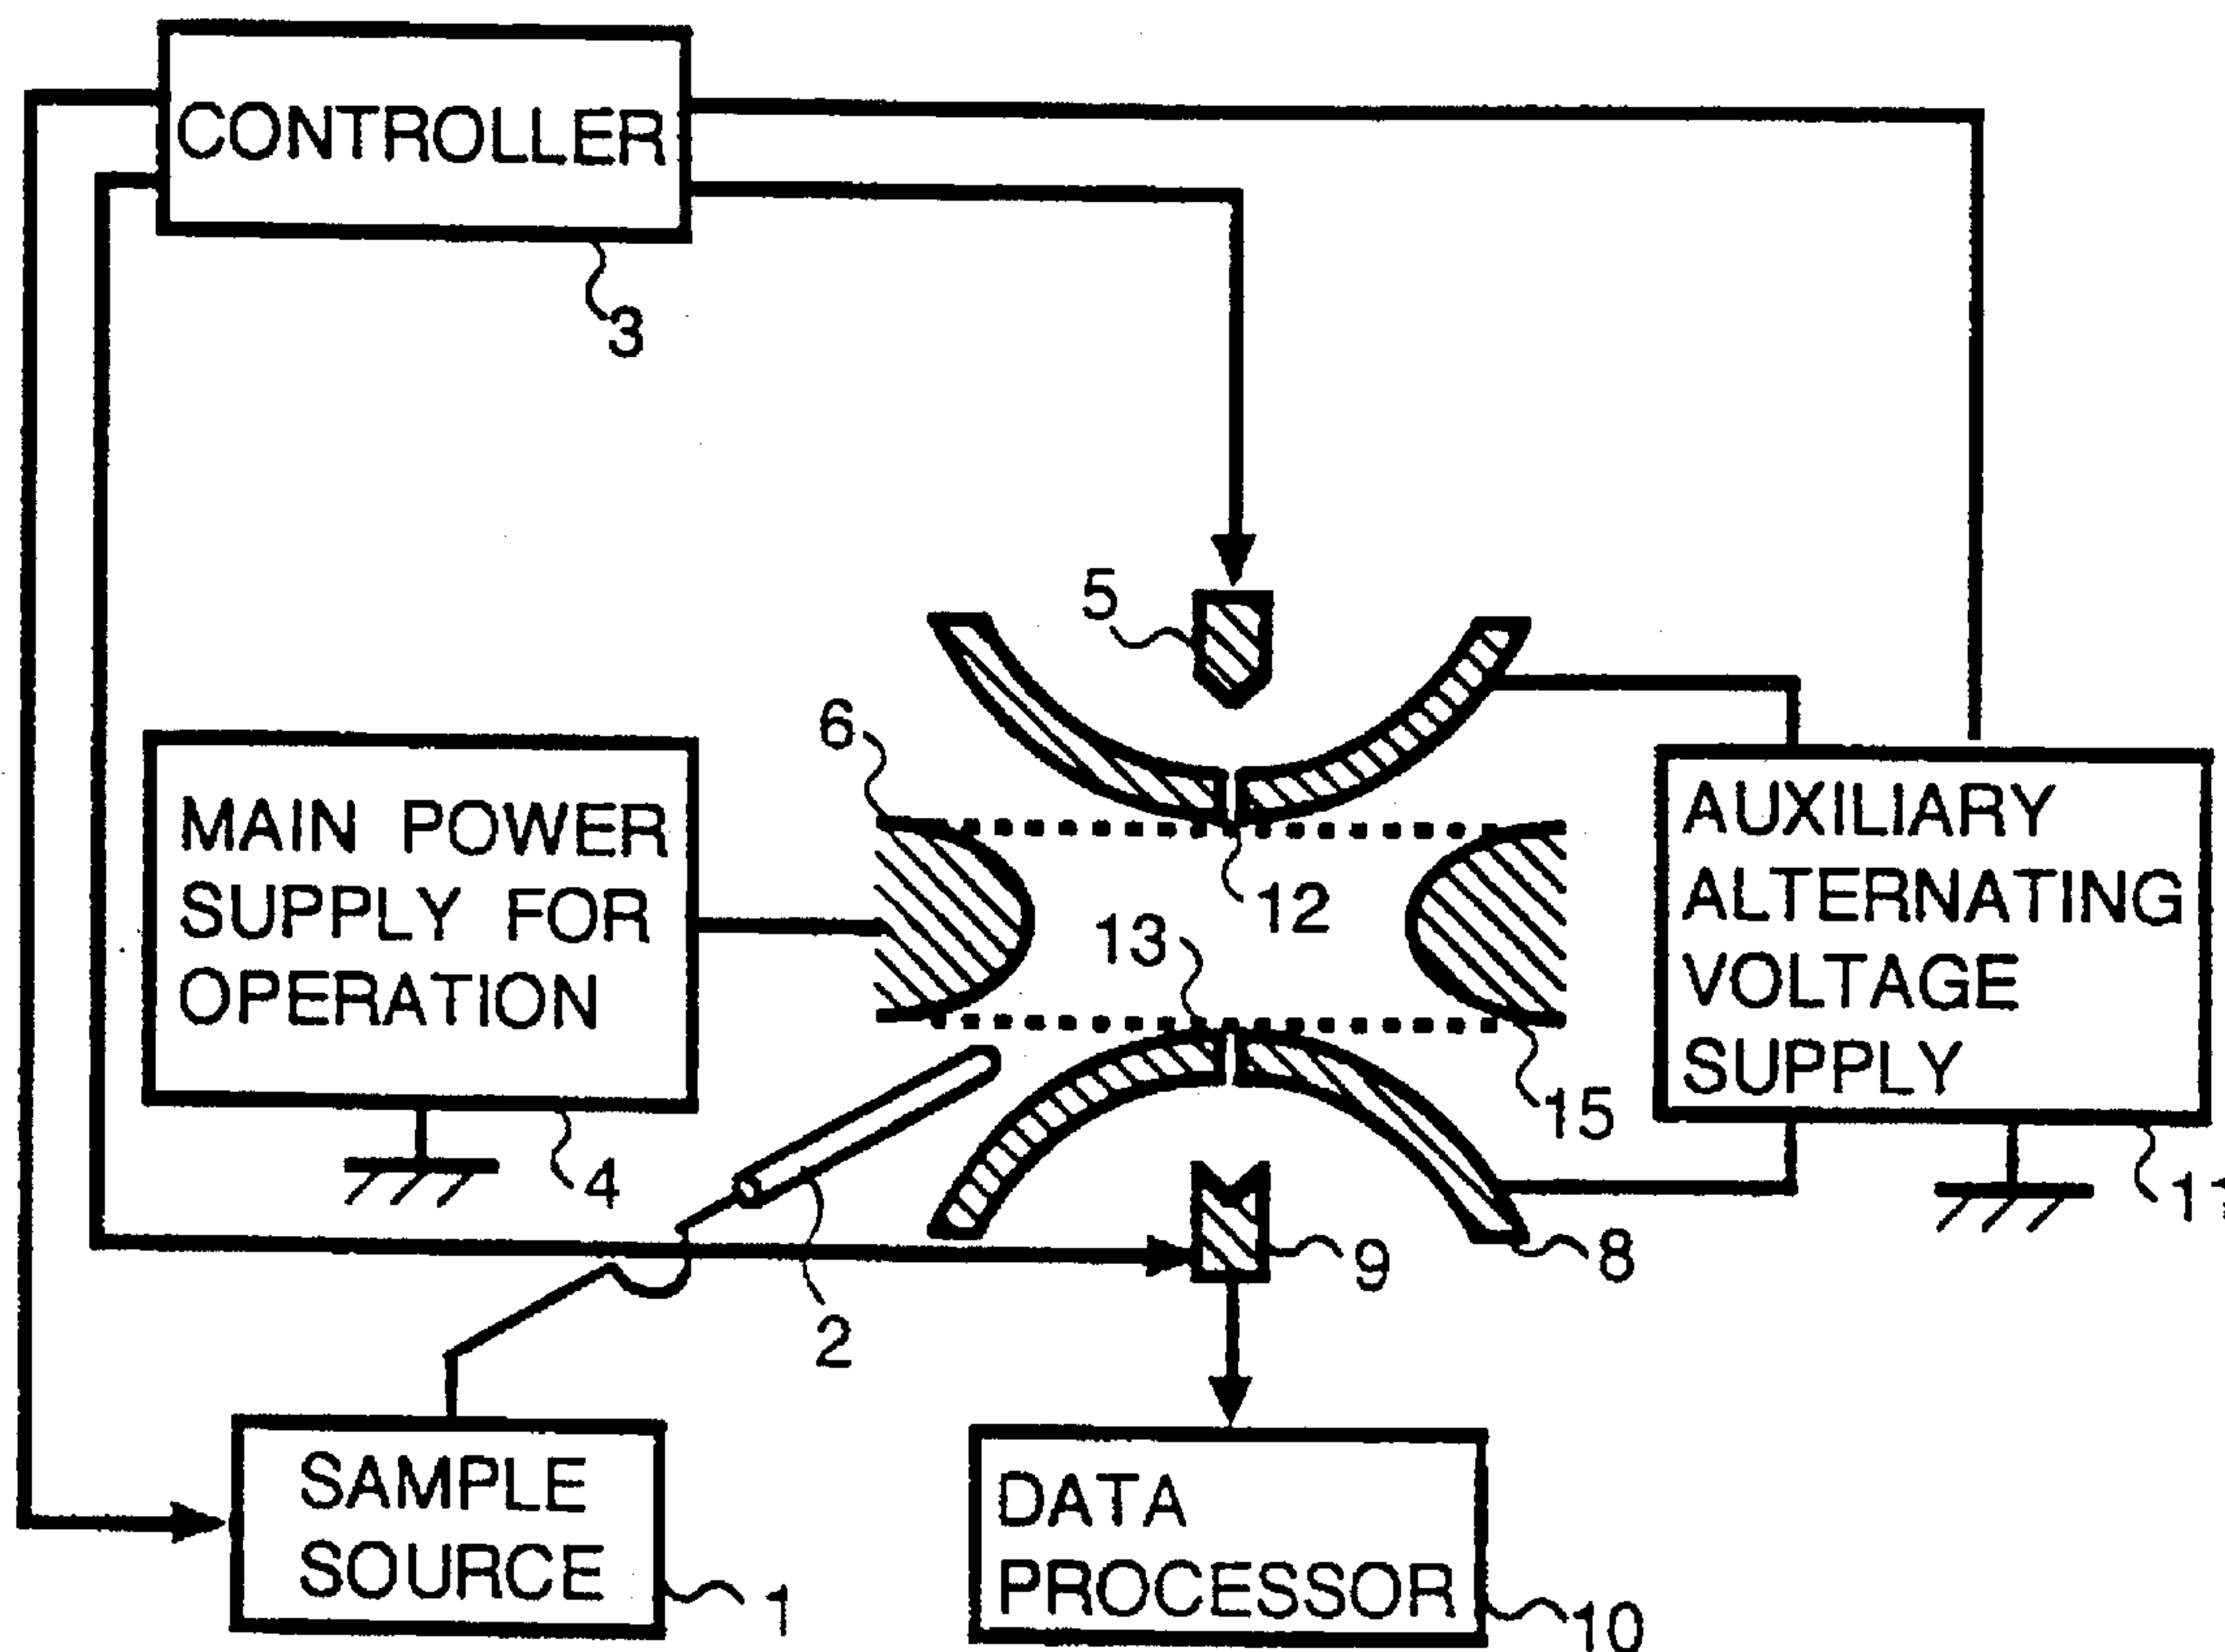 CONTROLLER
3
5
6
MAIN POWER
SUPPLY FOR
OPERATION
4
12
13
15
AUXILIARY
ALTERNATING
VOLTAGE
SUPPLY
11
2
9
8
SAMPLE
SOURCE
1
DATA
PROCESSOR
10